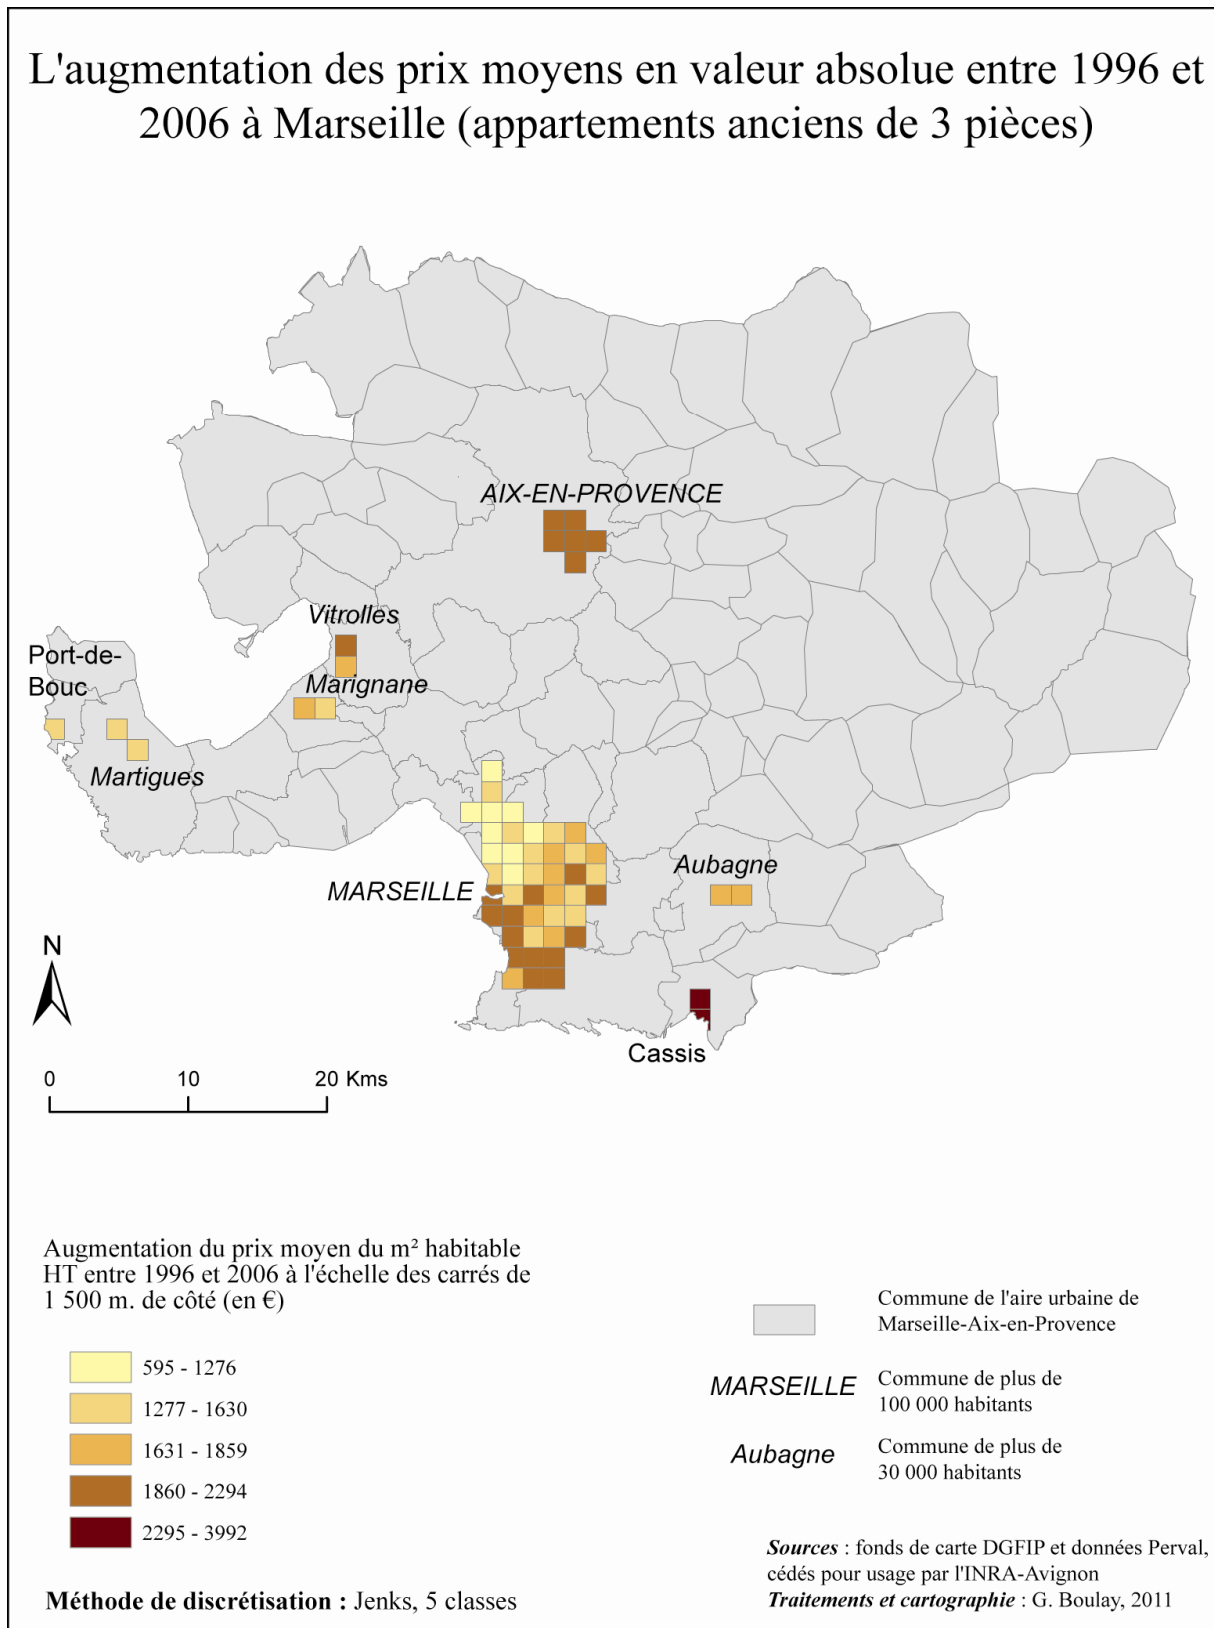 L'augmentation des prix moyens en valeur absolue entre 1996 et
2006 à Marseille (appartements anciens de 3 pièces)
AIX-EN-PROVENCE
Vitrolles
Port-de-
Bouc
Marignane
Martigues
MARSEILLE
Aubagne
Cassis
N
0 10 20 Kms
Augmentation du prix moyen du m² habitable
HT entre 1996 et 2006 à l'échelle des carrés de
1 500 m. de côté (en €)
595 - 1276
1277 - 1630
1631 - 1859
1860 - 2294
2295 - 3992
Méthode de discrétisation : Jenks, 5 classes
Commune de l'aire urbaine de
Marseille-Aix-en-Provence
MARSEILLE
Commune de plus de
100 000 habitants
Aubagne
Commune de plus de
30 000 habitants
Sources : fonds de carte DGFIP et données Perval,
cédés pour usage par l'INRA-Avignon
Traitements et cartographie : G. Boulay, 2011